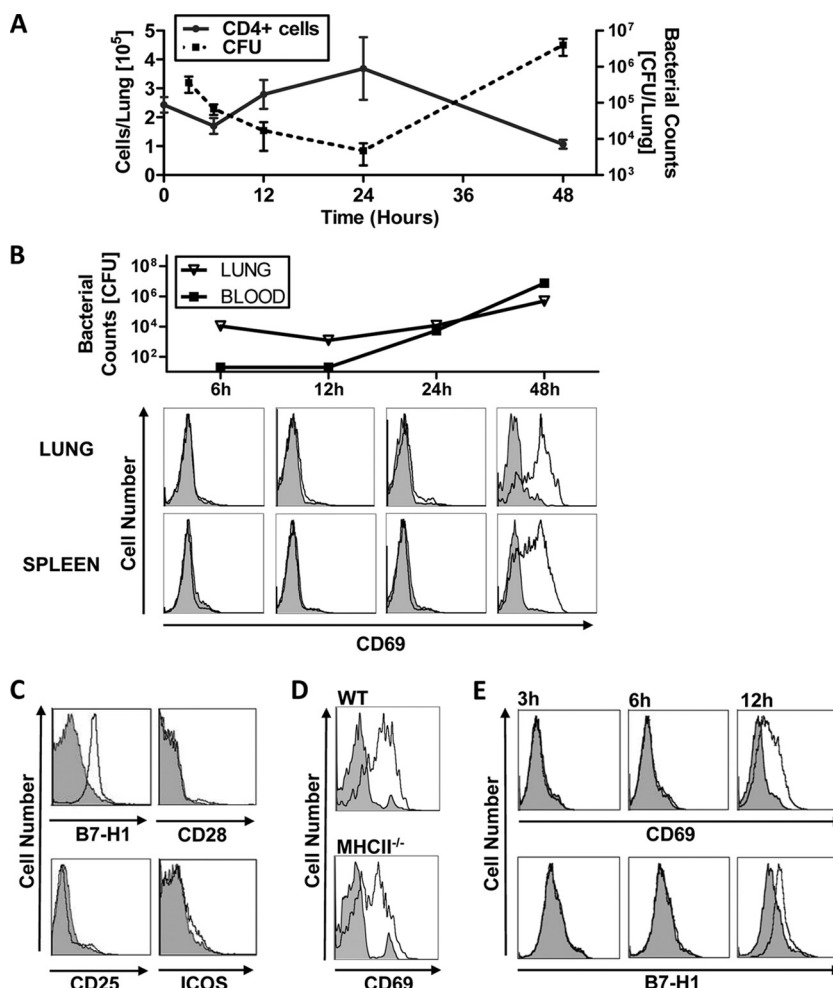 A
CD4+ cells
CFU
Cells/Lung [10⁵]
5
4
3
2
1
0
Bacterial Counts
[CFU/Lung]
10⁷
10⁶
10⁵
10⁴
10³
0 12 24 36 48
Time (Hours)
B
LUNG
BLOOD
Bacterial
Counts [CFU]
10⁸
10⁶
10⁴
10²
6h 12h 24h 48h
LUNG
SPLEEN
Cell Number
CD69
C
Cell Number
B7-H1 CD28
CD25 ICOS
D
WT
Cell Number
MHCII⁻/⁻
CD69
E
3h 6h 12h
Cell Number
CD69
B7-H1